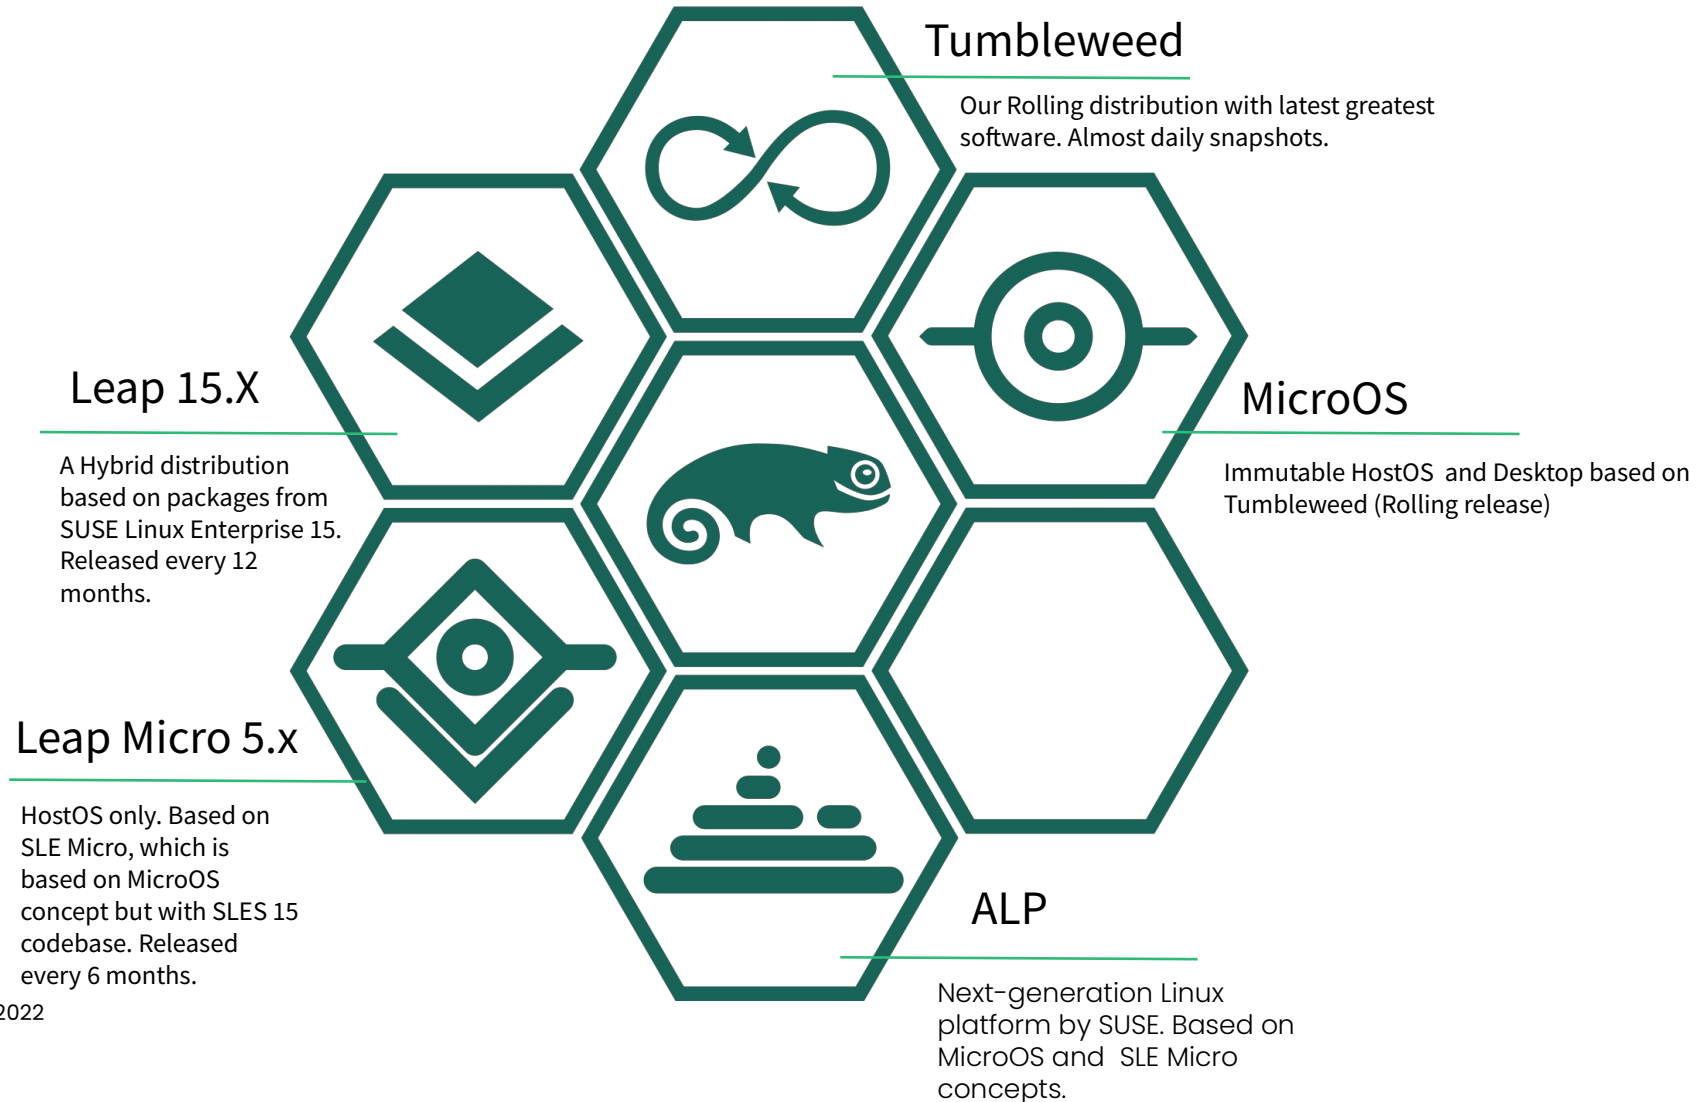 Tumbleweed
Our Rolling distribution with latest greatest
software. Almost daily snapshots.
Leap 15.X
A Hybrid distribution
based on packages from
SUSE Linux Enterprise 15.
Released every 12
months.
MicroOS
Immutable HostOS  and Desktop based on
Tumbleweed (Rolling release)
Leap Micro 5.x
HostOS only. Based on
SLE Micro, which is
based on MicroOS
concept but with SLES 15
codebase. Released
every 6 months.
2022
ALP
Next-generation Linux
platform by SUSE. Based on
MicroOS and  SLE Micro
concepts.